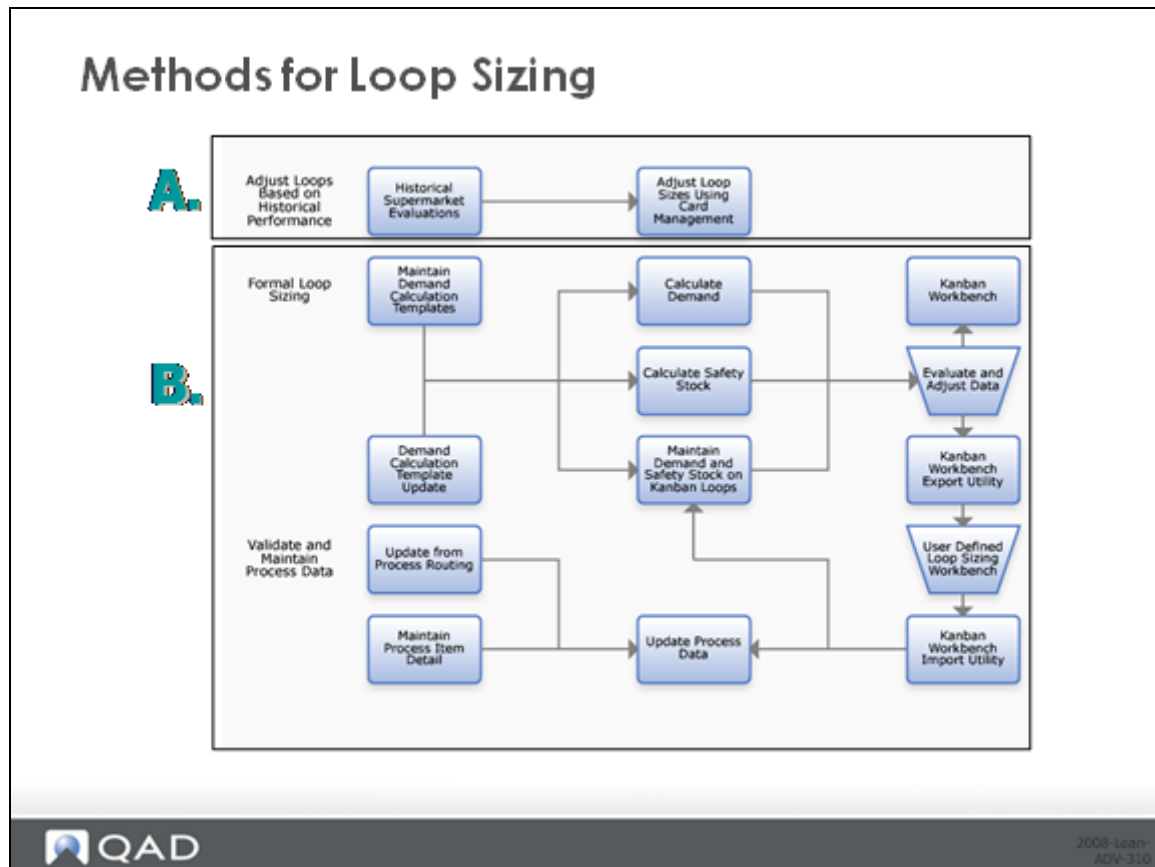 Methods for Loop Sizing
A.
Adjust Loops
Based on
Historical
Performance
Historical
Supermarket
Evaluations
Adjust Loop
Sizes Using
Card
Management
B.
Formal Loop
Sizing
Maintain
Demand
Calculation
Templates
Calculate
Demand
Kanban
Workbench
Calculate Safety
Stock
Evaluate and
Adjust Data
Demand
Calculation
Template
Update
Maintain
Demand and
Safety Stock on
Kanban Loops
Kanban
Workbench
Export Utility
Validate and
Maintain
Process Data
Update from
Process Routing
User Defined
Loop Sizing
Workbench
Maintain
Process Item
Detail
Update Process
Data
Kanban
Workbench
Import Utility
QAD
2008-Lean-
ADV-310